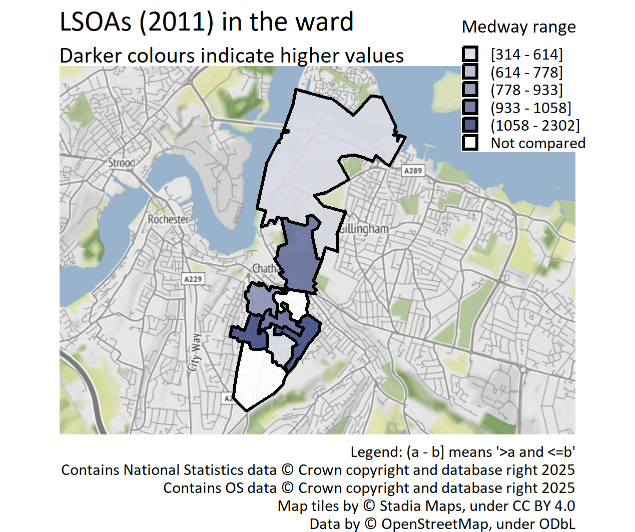 LSOAs (2011) in the ward
Darker colours indicate higher values
Medway range
[314 - 614]
(614 - 778]
(778 - 933]
(933 - 1058]
(1058 - 2302]
Not compared
Strood
A289
Rochester
Gillingham
Chath
A229
City Way
Legend: (a - b] means '>a and <=b'
Contains National Statistics data © Crown copyright and database right 2025
Contains OS data © Crown copyright and database right 2025
Map tiles by © Stadia Maps, under CC BY 4.0
Data by © OpenStreetMap, under ODbL